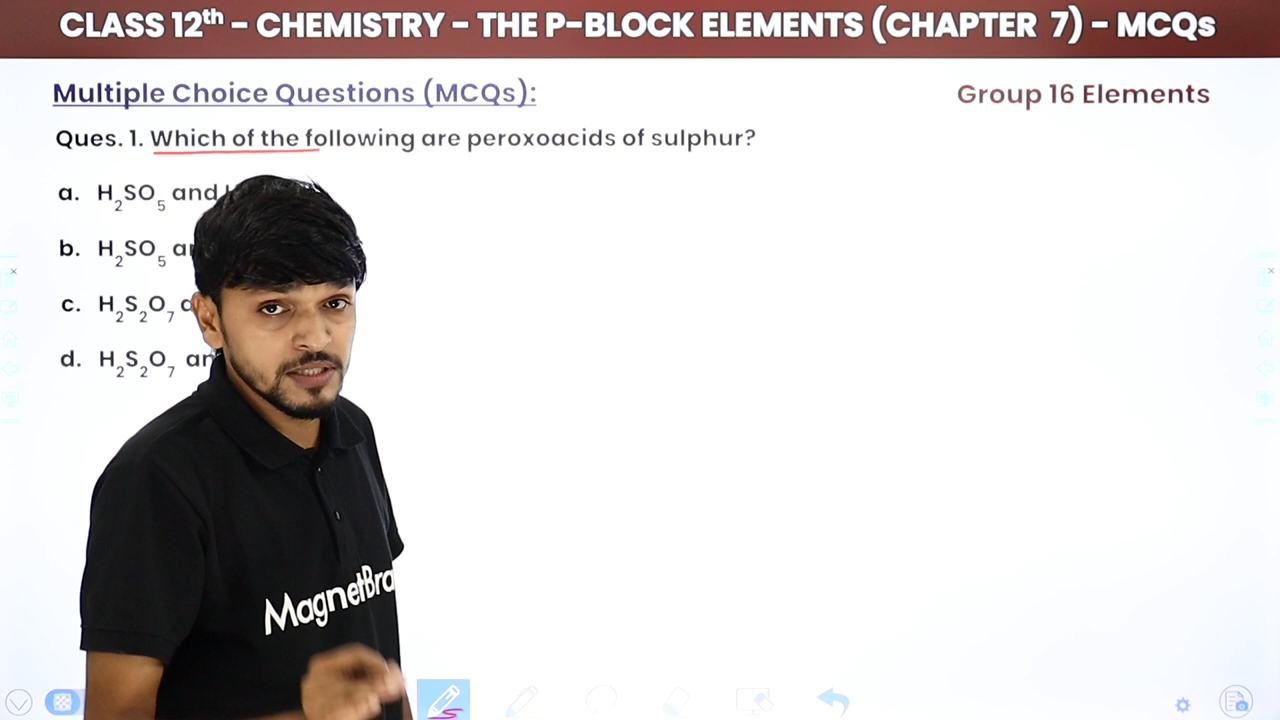 CLASS 12th - CHEMISTRY - THE P-BLOCK ELEMENTS (CHAPTER 7) - MCQs
Multiple Choice Questions (MCQs):
Group 16 Elements
Ques. 1. Which of the following are peroxoacids of sulphur?
a. H₂SO₅ and
b. H₂SO₅
c. H₂S₂O₇
d. H₂S₂O₇
MagnetBra